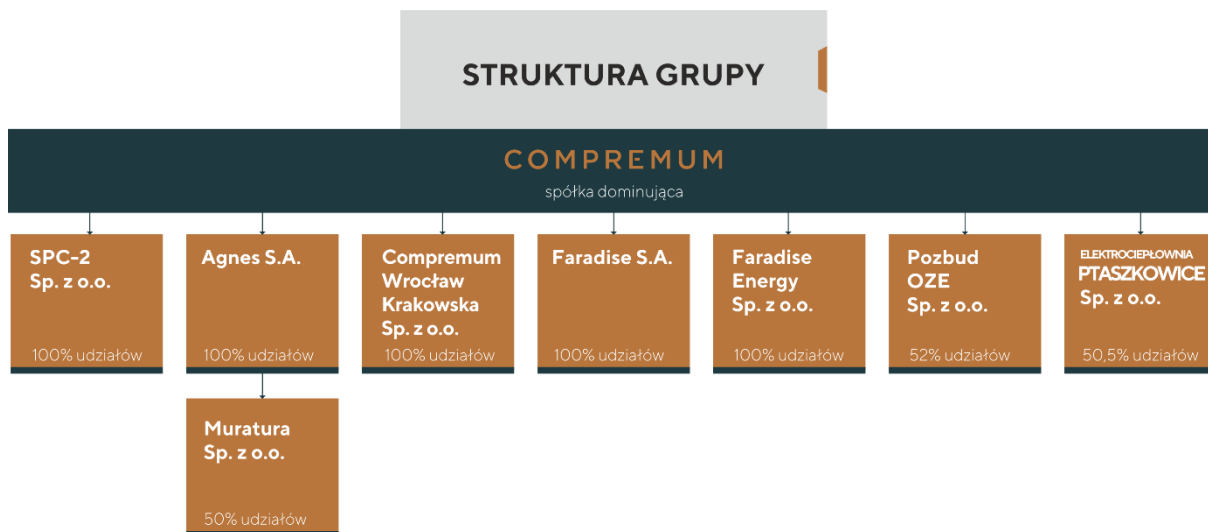 STRUKTURA GRUPY
COMPREMUM
spółka dominująca
SPC-2
Sp. z o.o.
100% udziałów
Agnes S.A.
100% udziałów
Compremum
Wrocław
Krakowska
Sp. z o.o.
100% udziałów
Faradise S.A.
100% udziałów
Faradise
Energy
Sp. z o.o.
100% udziałów
Pozbud
OZE
Sp. z o.o.
52% udziałów
ELEKTROCIEPŁOWNIA
PTASZKOWICE
Sp. z o.o.
50,5% udziałów
Muratura
Sp. z o.o.
50% udziałów